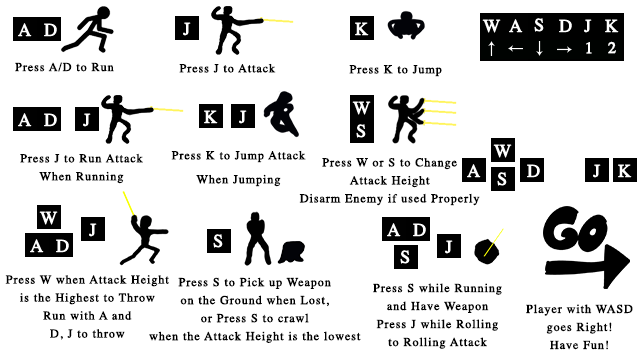 A D
Press A/D to Run
J
Press J to Attack
K
Press K to Jump
W A S D J K
↑ ← ↓ → 1 2
A D J
Press J to Run Attack
When Running
K J
Press K to Jump Attack
When Jumping
W
S
Press W or S to Change
Attack Height
Disarm Enemy if used Properly
W
A S D J K
W
A D J
Press W when Attack Height
is the Highest to Throw
Run with A and
D, J to throw
S
Press S to Pick up Weapon
on the Ground when Lost,
or Press S to crawl
when the Attack Height is the lowest
A D
S J
Press S while Running
and Have Weapon
Press J while Rolling
to Rolling Attack
GO
Player with WASD
goes Right!
Have Fun!